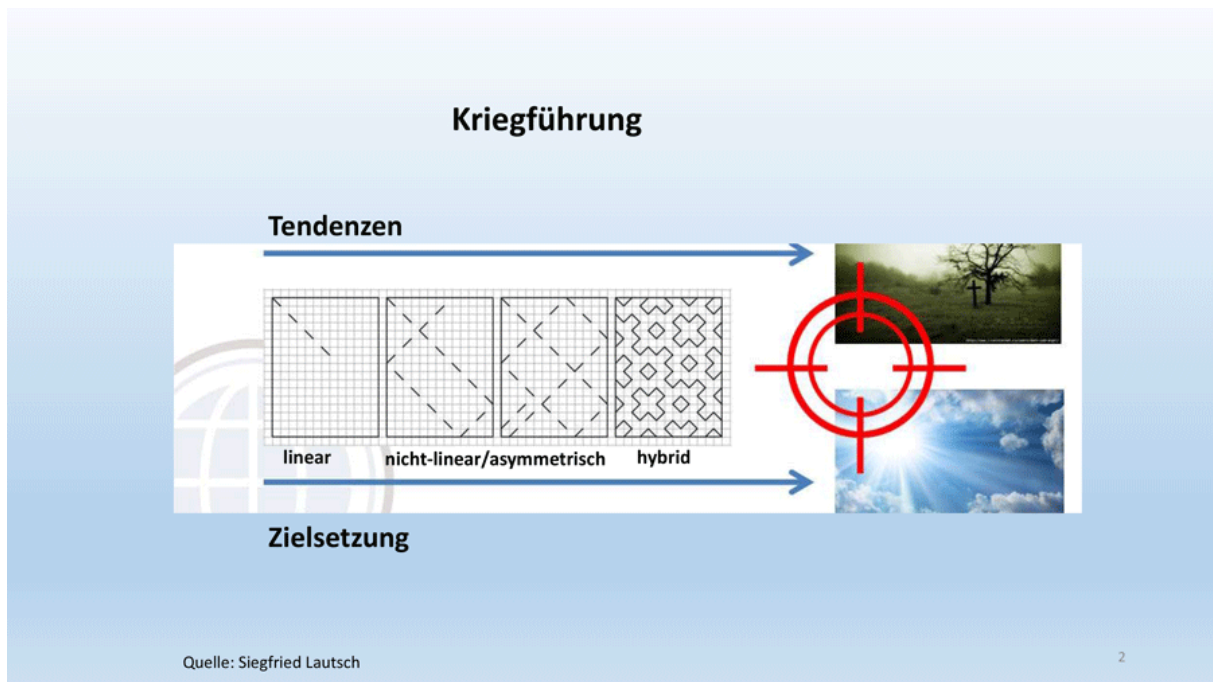 Kriegführung
Tendenzen
linear
nicht-linear/asymmetrisch
hybrid
Zielsetzung
Quelle: Siegfried Lautsch
2